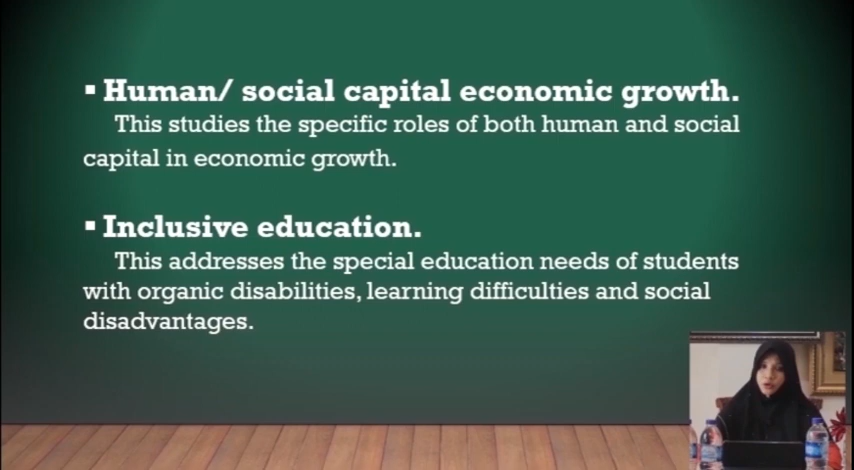 ▪ Human/ social capital economic growth.
This studies the specific roles of both human and social
capital in economic growth.
▪ Inclusive education.
This addresses the special education needs of students
with organic disabilities, learning difficulties and social
disadvantages.